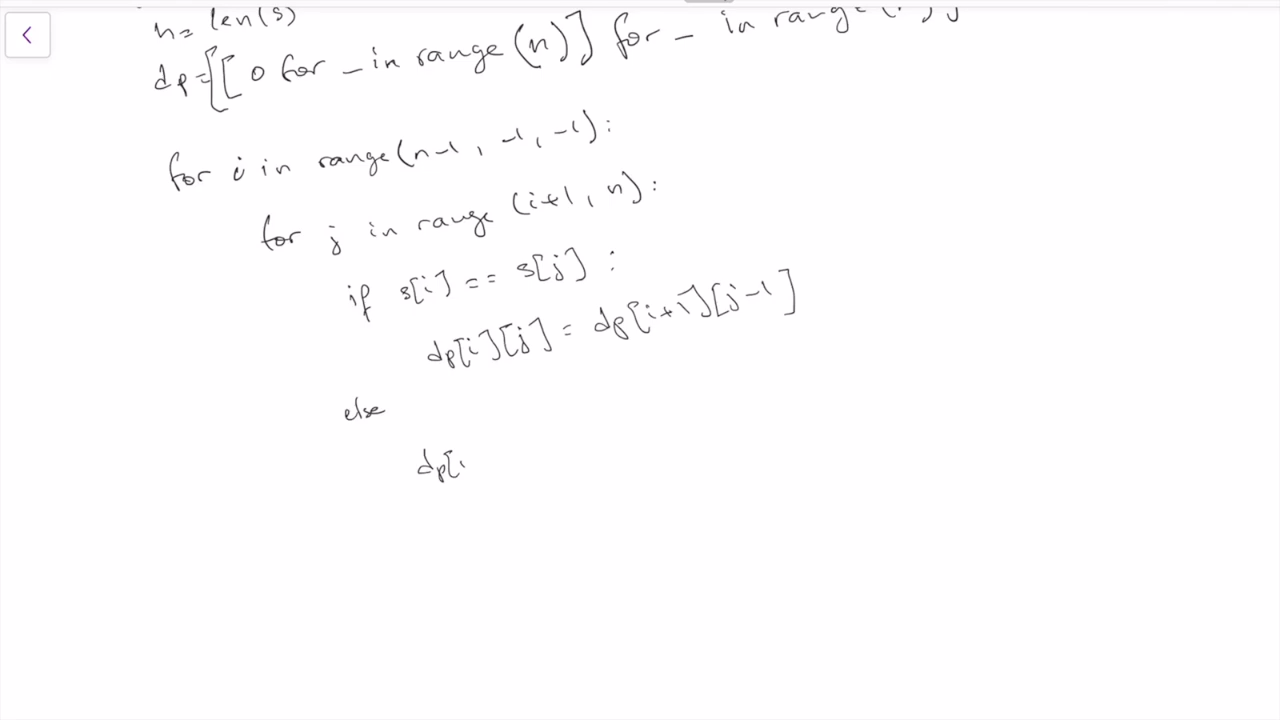 n= len(s)
dp=[[ 0 for _ in range(n)] for _ in range( ) ]
for i in range(n-1, -1, -1):
for j in range (i+1, n):
if s[i] == s[j] :
dp[i][j] = dp[i+1][j-1]
else
dp[i